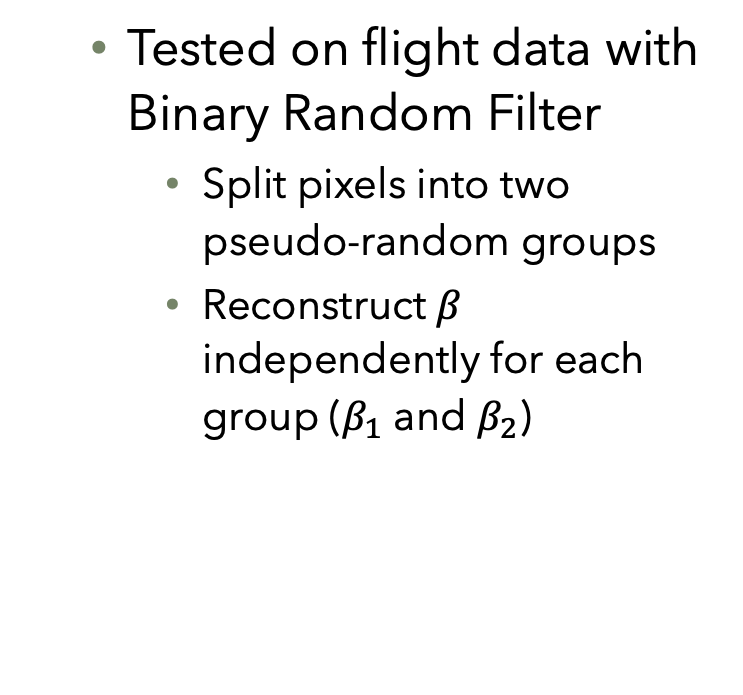 • Tested on flight data with
Binary Random Filter
• Split pixels into two
pseudo-random groups
• Reconstruct β
independently for each
group (β₁ and β₂)